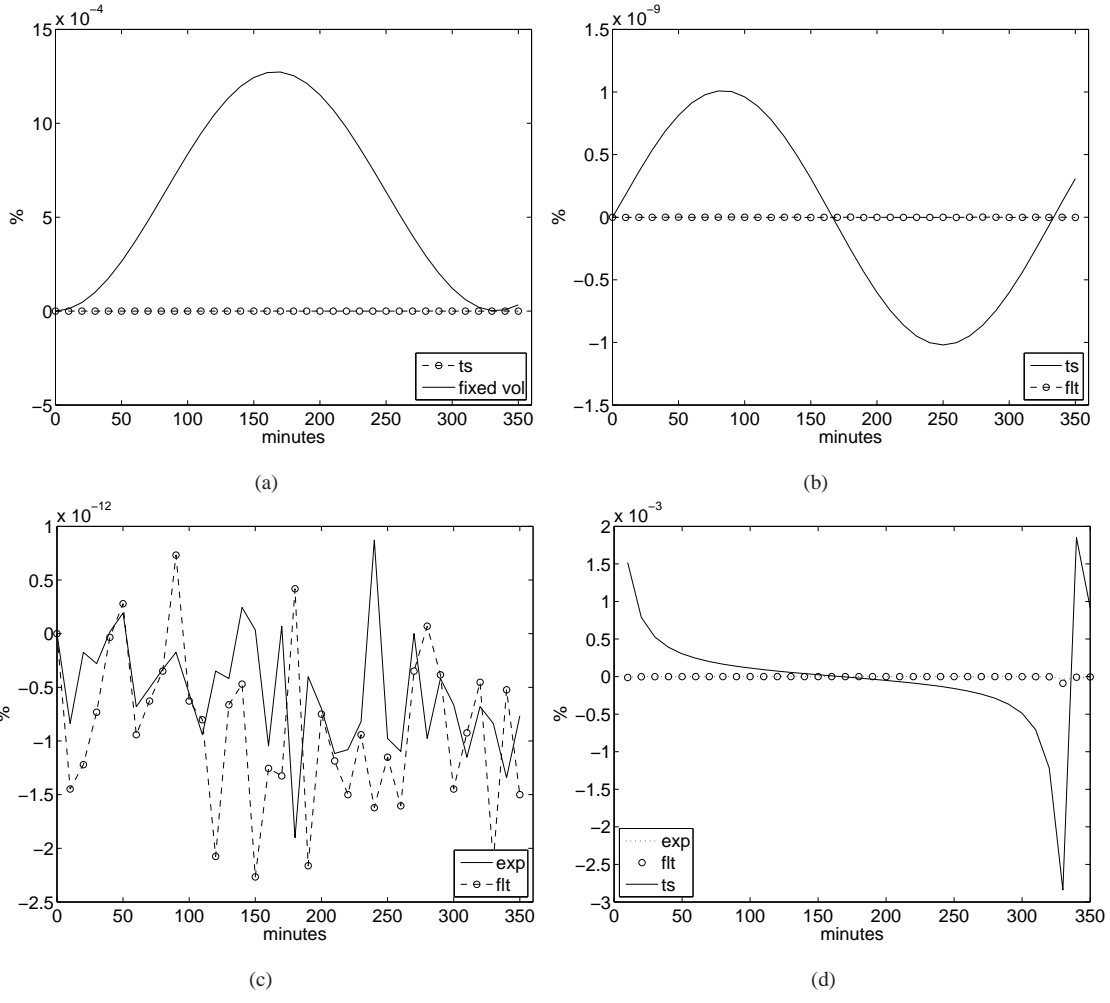 x 10−4
15
10
5
0
−5
%
0 50 100 150 200 250 300 350
minutes
ts
fixed vol
(a)
x 10−9
1.5
1
0.5
0
−0.5
−1
−1.5
%
0 50 100 150 200 250 300 350
minutes
ts
flt
(b)
x 10−12
1
0.5
0
−0.5
−1
−1.5
−2
−2.5
%
0 50 100 150 200 250 300 350
minutes
exp
flt
(c)
x 10−3
2
1.5
1
0.5
0
−0.5
−1
−1.5
−2
−2.5
−3
%
0 50 100 150 200 250 300 350
minutes
exp
flt
ts
(d)